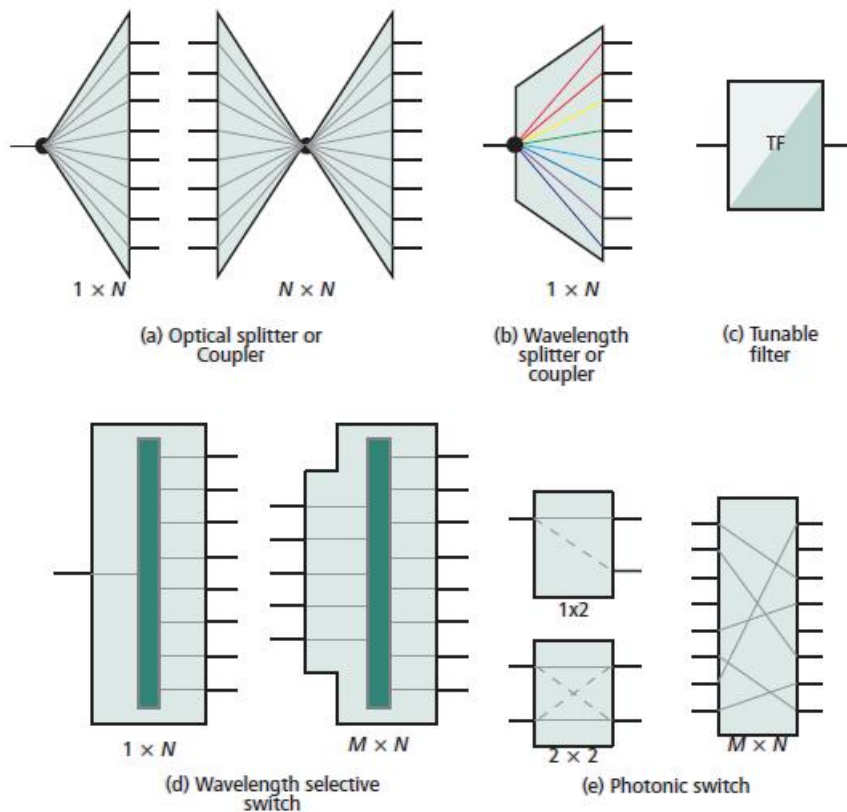 1 × N
N × N
(a) Optical splitter or
Coupler
1 × N
(b) Wavelength
splitter or
coupler
TF
(c) Tunable
filter
1 × N
M × N
(d) Wavelength selective
switch
1x2
2 × 2
M × N
(e) Photonic switch